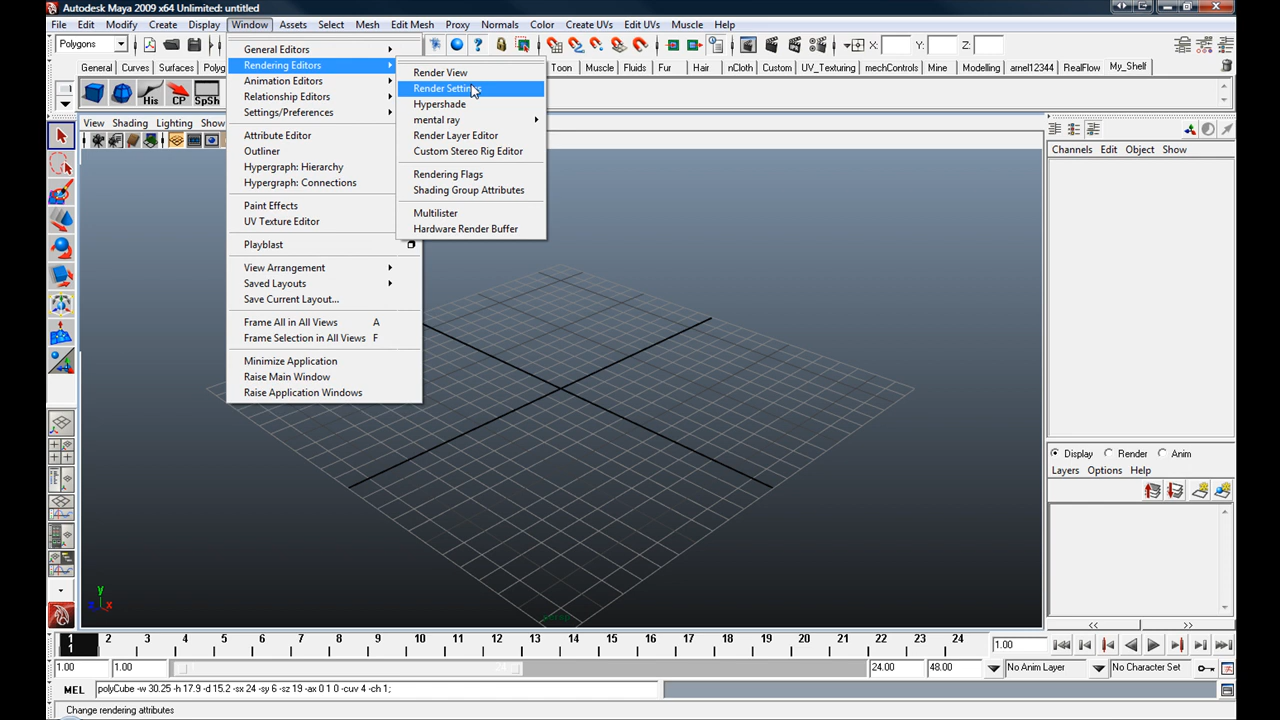 Autodesk Maya 2009 x64 Unlimited: untitled
File Edit Modify Create Display Window Assets Select Mesh Edit Mesh Proxy Normals Color Create UVs Edit UVs Muscle Help
Polygons X: Y: Z:
General Curves Surfaces Toon Muscle Fluids Fur Hair nCloth Custom UV_Texturing mechControls Mine Modelling arnel12344 RealFlow My_Shelf
His CP SpSh
View Shading Lighting Show
General Editors
Rendering Editors
Animation Editors
Relationship Editors
Settings/Preferences
Attribute Editor
Outliner
Hypergraph: Hierarchy
Hypergraph: Connections
Paint Effects
UV Texture Editor
Playblast
View Arrangement
Saved Layouts
Save Current Layout...
Frame All in All Views A
Frame Selection in All Views F
Minimize Application
Raise Main Window
Raise Application Windows
Render View
Render Settings
Hypershade
mental ray
Render Layer Editor
Custom Stereo Rig Editor
Rendering Flags
Shading Group Attributes
Multilister
Hardware Render Buffer
Channels Edit Object Show
Display Render Anim
Layers Options Help
y
z x
1 2 3 4 5 6 7 8 9 10 11 12 13 14 15 16 17 18 19 20 21 22 23 24
1 1.00
1.00 1.00 24 24.00 48.00 No Anim Layer No Character Set
MEL polyCube -w 30.25 -h 17.9 -d 15.2 -sx 24 -sy 6 -sz 19 -ax 0 1 0 -cuv 4 -ch 1;
Change rendering attributes